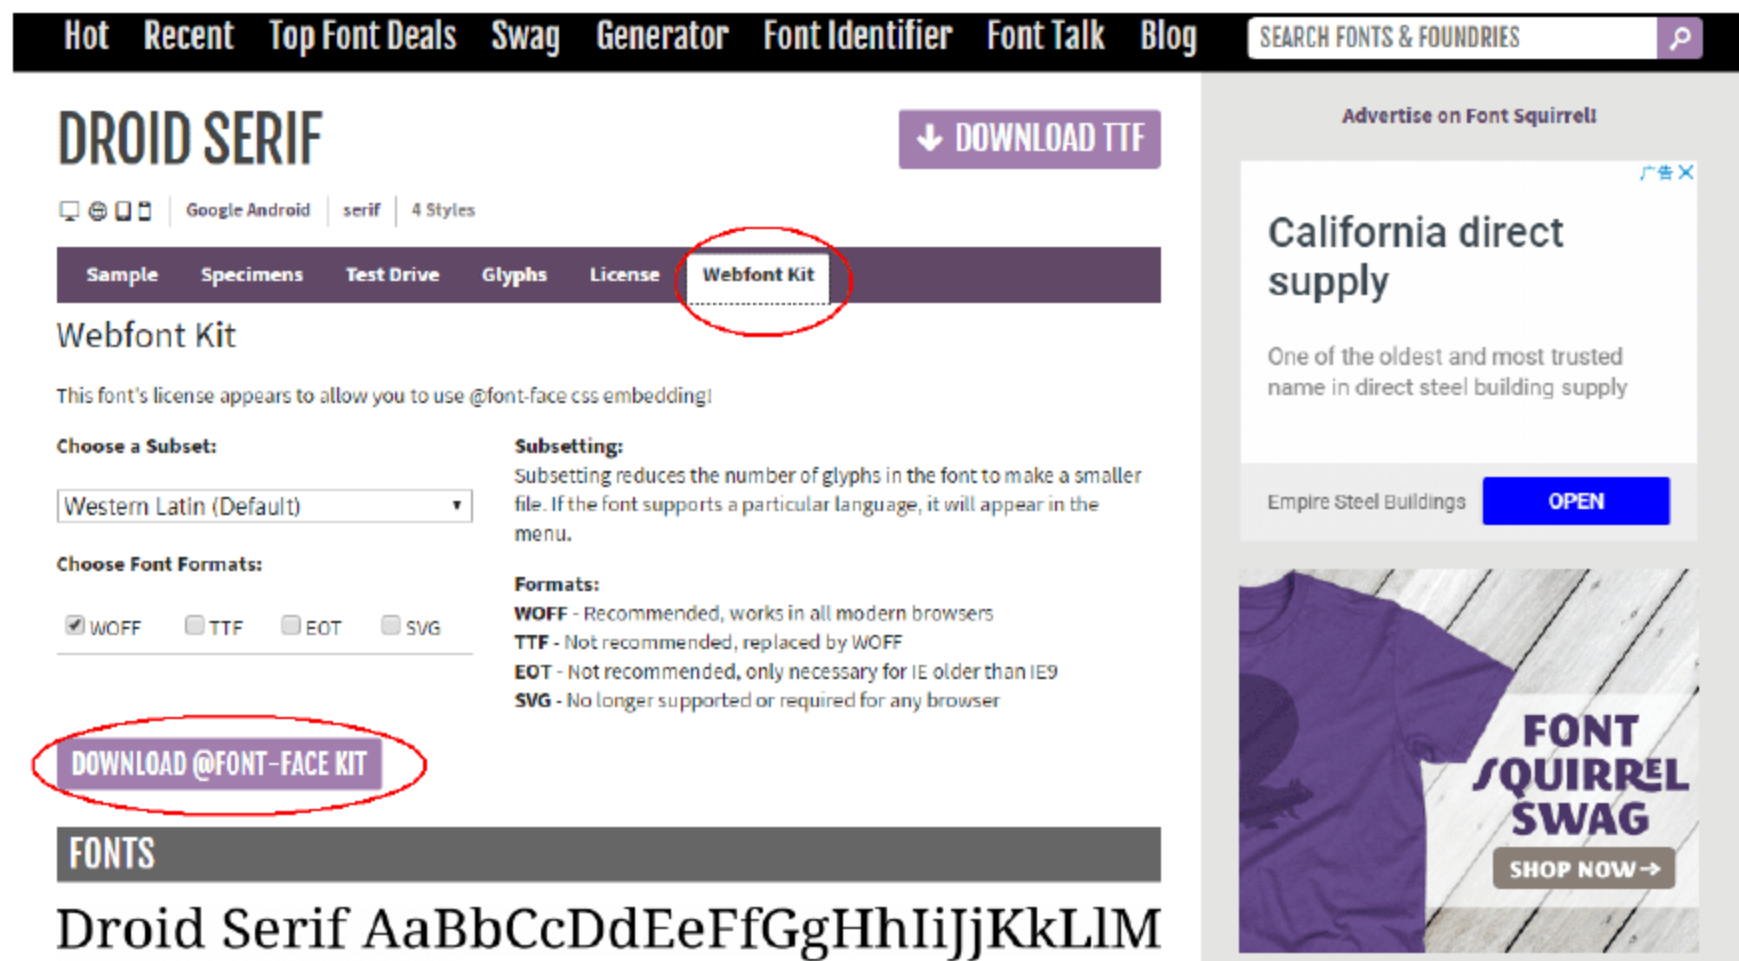 Hot Recent Top Font Deals Swag Generator Font Identifier Font Talk Blog SEARCH FONTS & FOUNDRIES
DROID SERIF
DOWNLOAD TTF
Google Android serif 4 Styles
Sample Specimens Test Drive Glyphs License Webfont Kit
Webfont Kit
This font's license appears to allow you to use @font-face css embedding!
Choose a Subset:
Western Latin (Default)
Choose Font Formats:
WOFF TTF EOT SVG
Subsetting:
Subsetting reduces the number of glyphs in the font to make a smaller
file. If the font supports a particular language, it will appear in the
menu.
Formats:
WOFF - Recommended, works in all modern browsers
TTF - Not recommended, replaced by WOFF
EOT - Not recommended, only necessary for IE older than IE9
SVG - No longer supported or required for any browser
DOWNLOAD @FONT-FACE KIT
FONTS
Droid Serif AaBbCcDdEeFfGgHhIiJjKkLlM
Advertise on Font Squirrel!
广告
California direct
supply
One of the oldest and most trusted
name in direct steel building supply
Empire Steel Buildings OPEN
FONT
SQUIRREL
SWAG
SHOP NOW→